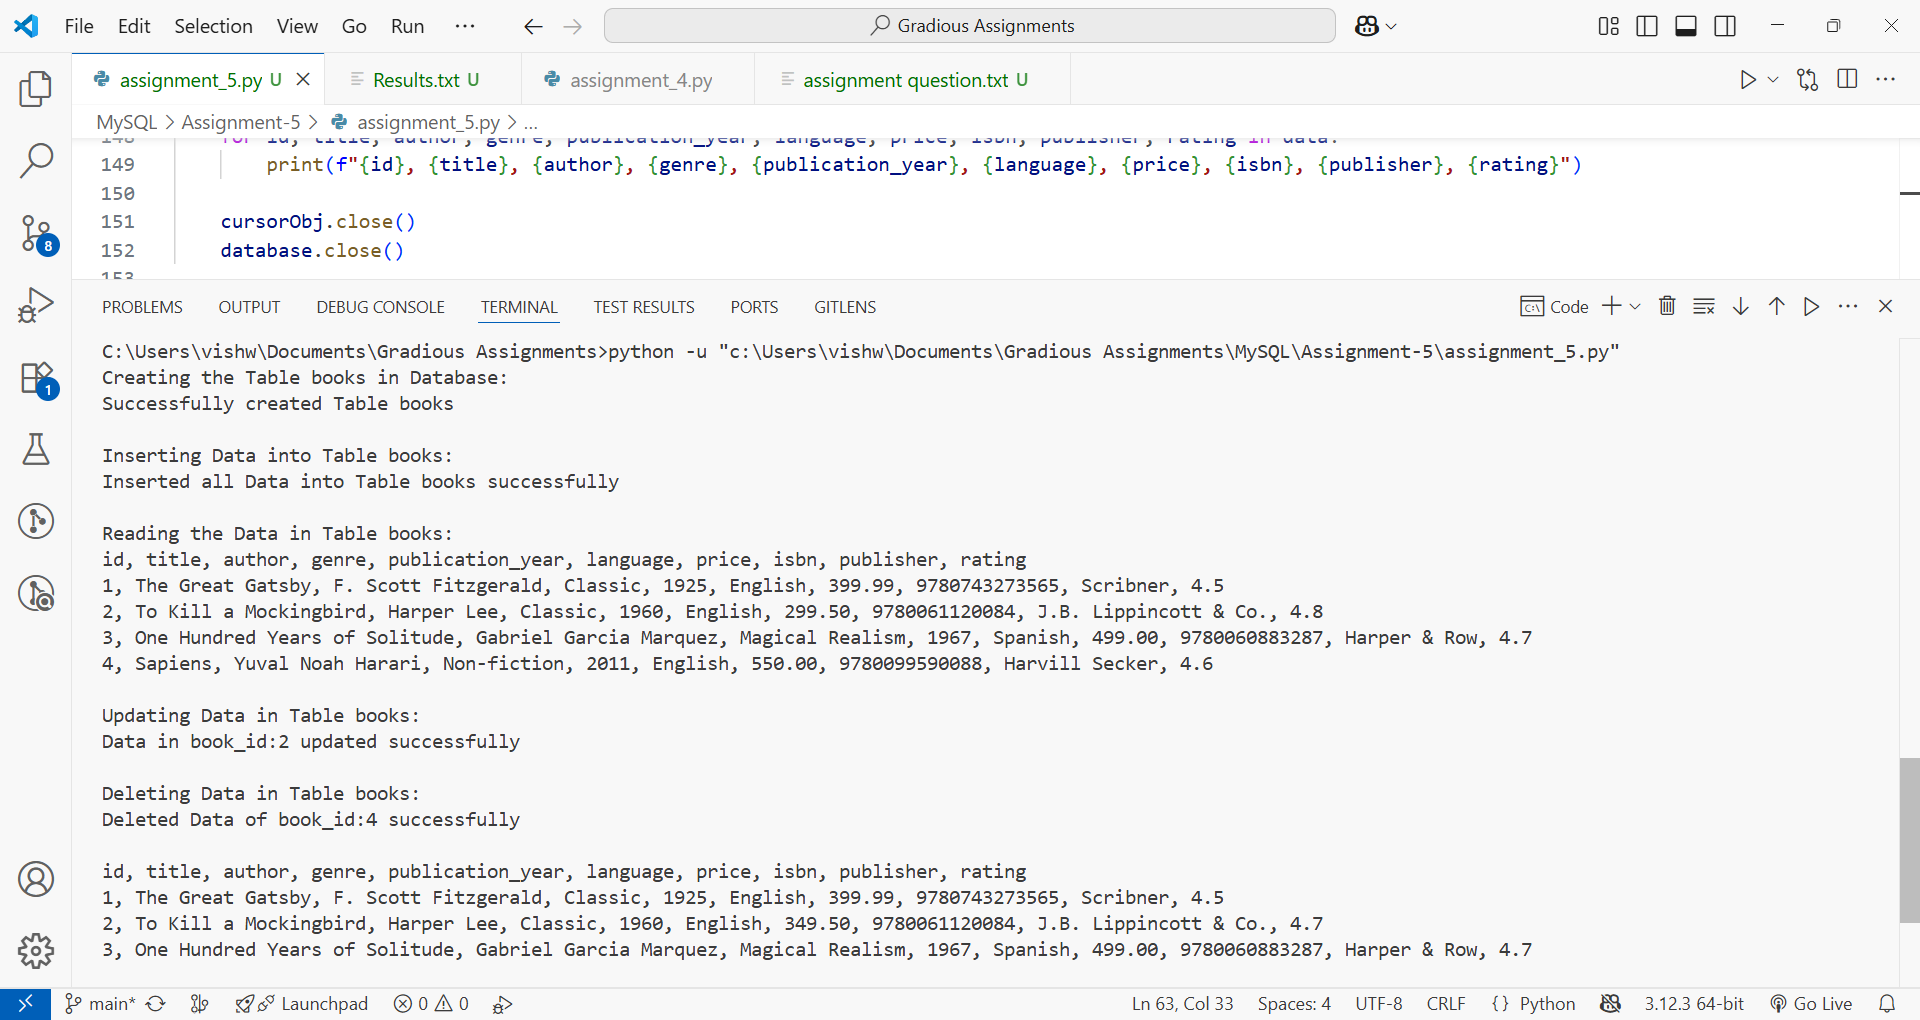 File Edit Selection View Go Run ··· Gradious Assignments
assignment_5.py U Results.txt U assignment_4.py assignment question.txt U
MySQL > Assignment-5 > assignment_5.py > ...
148 for id, title, author, genre, publication_year, language, price, isbn, publisher, rating in data:
149 print(f"{id}, {title}, {author}, {genre}, {publication_year}, {language}, {price}, {isbn}, {publisher}, {rating}")
150
151 cursorObj.close()
152 database.close()
153
8
1
PROBLEMS OUTPUT DEBUG CONSOLE TERMINAL TEST RESULTS PORTS GITLENS Code
C:\Users\vishw\Documents\Gradious Assignments>python -u "c:\Users\vishw\Documents\Gradious Assignments\MySQL\Assignment-5\assignment_5.py"
Creating the Table books in Database:
Successfully created Table books
Inserting Data into Table books:
Inserted all Data into Table books successfully
Reading the Data in Table books:
id, title, author, genre, publication_year, language, price, isbn, publisher, rating
1, The Great Gatsby, F. Scott Fitzgerald, Classic, 1925, English, 399.99, 9780743273565, Scribner, 4.5
2, To Kill a Mockingbird, Harper Lee, Classic, 1960, English, 299.50, 9780061120084, J.B. Lippincott & Co., 4.8
3, One Hundred Years of Solitude, Gabriel Garcia Marquez, Magical Realism, 1967, Spanish, 499.00, 9780060883287, Harper & Row, 4.7
4, Sapiens, Yuval Noah Harari, Non-fiction, 2011, English, 550.00, 9780099590088, Harvill Secker, 4.6
Updating Data in Table books:
Data in book_id:2 updated successfully
Deleting Data in Table books:
Deleted Data of book_id:4 successfully
id, title, author, genre, publication_year, language, price, isbn, publisher, rating
1, The Great Gatsby, F. Scott Fitzgerald, Classic, 1925, English, 399.99, 9780743273565, Scribner, 4.5
2, To Kill a Mockingbird, Harper Lee, Classic, 1960, English, 349.50, 9780061120084, J.B. Lippincott & Co., 4.7
3, One Hundred Years of Solitude, Gabriel Garcia Marquez, Magical Realism, 1967, Spanish, 499.00, 9780060883287, Harper & Row, 4.7
main* Launchpad 0 0 Ln 63, Col 33 Spaces: 4 UTF-8 CRLF {} Python 3.12.3 64-bit Go Live